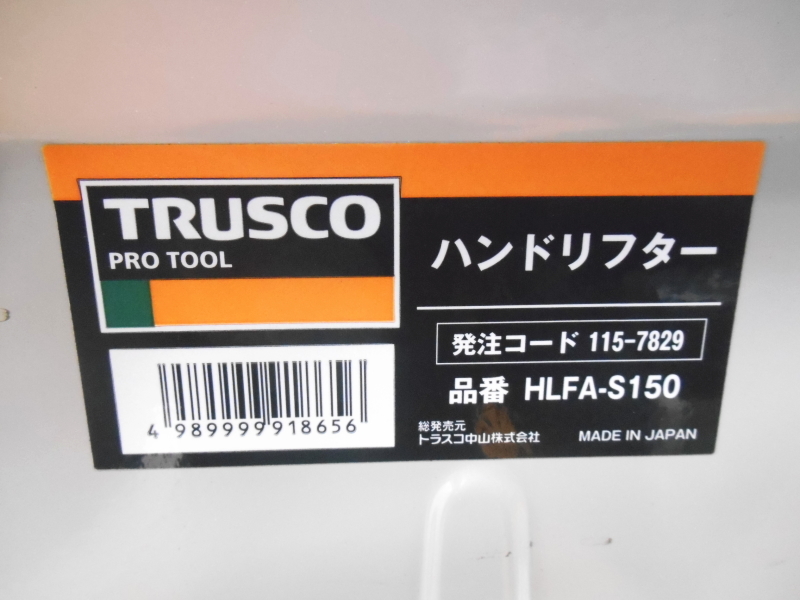 TRUSCO
PRO TOOL
ハンドリフター
発注コード 115-7829
品番 HLFA-S150
4 989999 918656
総発売元
トラスコ中山株式会社
MADE IN JAPAN